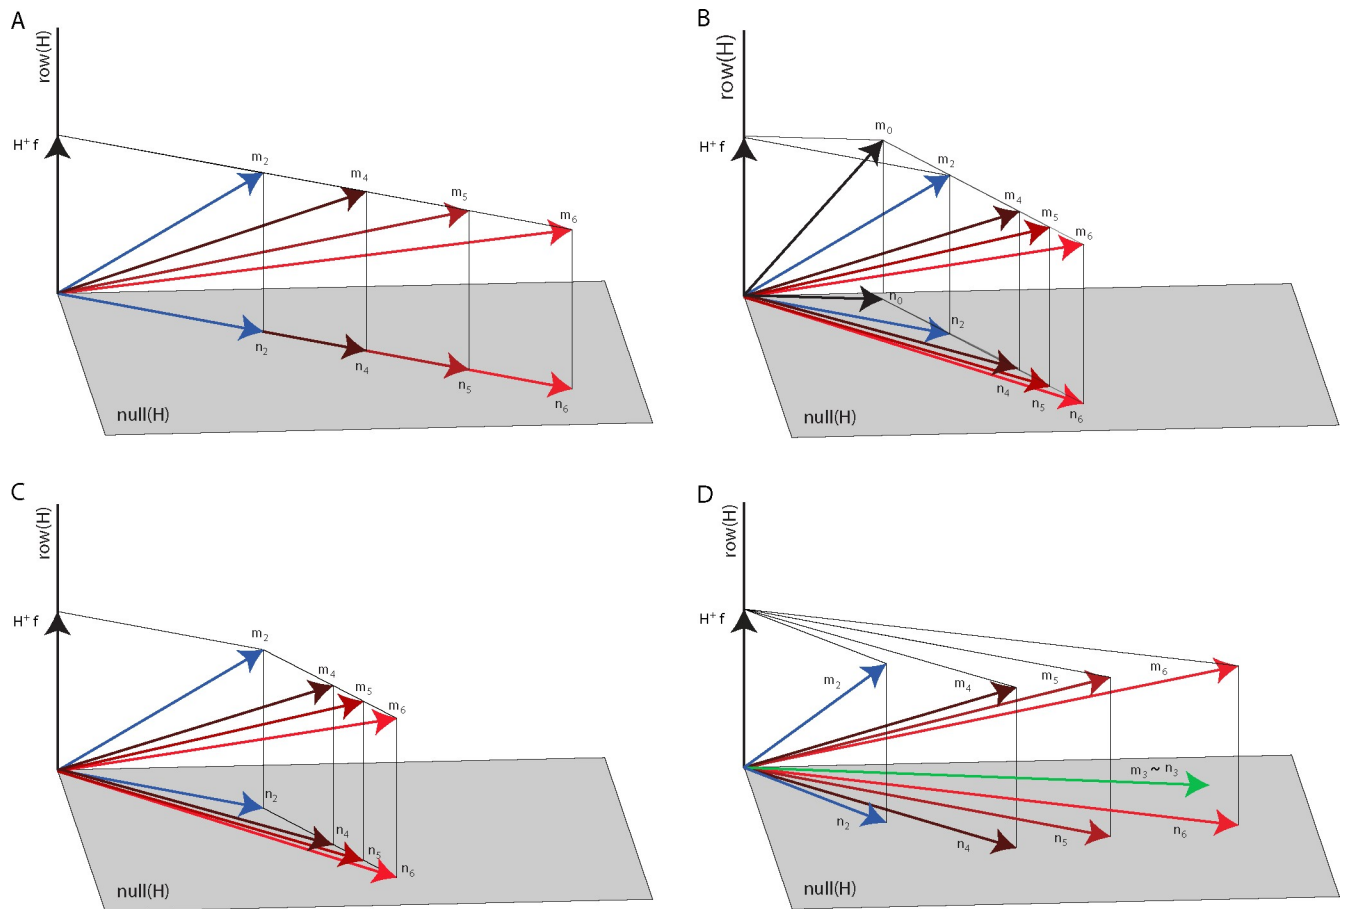 A
row(H)
H⁺ f
m₂
m₄
m₅
m₆
n₂
n₄
n₅
n₆
null(H)
B
row(H)
H⁺ f
m₀
m₂
m₄
m₅
m₆
n₀
n₂
n₄
n₅
n₆
null(H)
C
row(H)
H⁺ f
m₂
m₄
m₅
m₆
n₂
n₄
n₅
n₆
null(H)
D
row(H)
H⁺ f
m₂
m₄
m₅
m₆
m₃ ~ n₃
n₂
n₄
n₅
n₆
null(H)